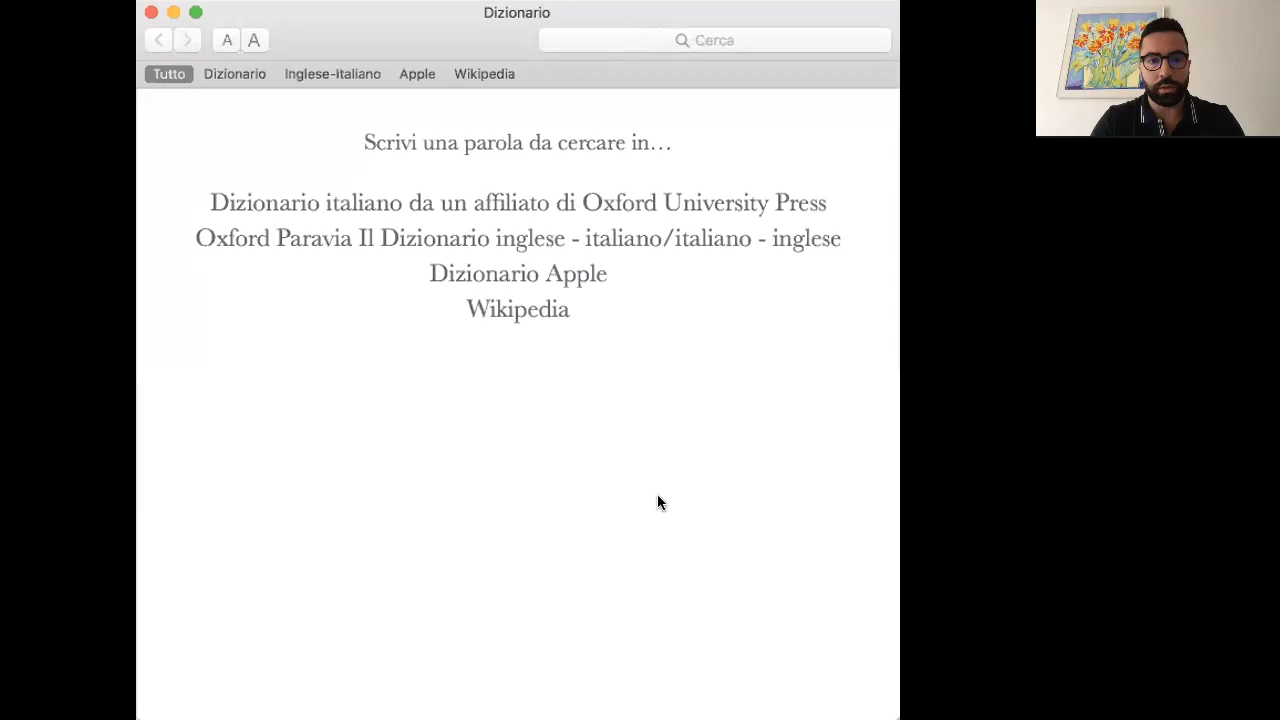 Dizionario
A A
Cerca
Tutto Dizionario Inglese-Italiano Apple Wikipedia
Scrivi una parola da cercare in…
Dizionario italiano da un affiliato di Oxford University Press
Oxford Paravia Il Dizionario inglese - italiano/italiano - inglese
Dizionario Apple
Wikipedia